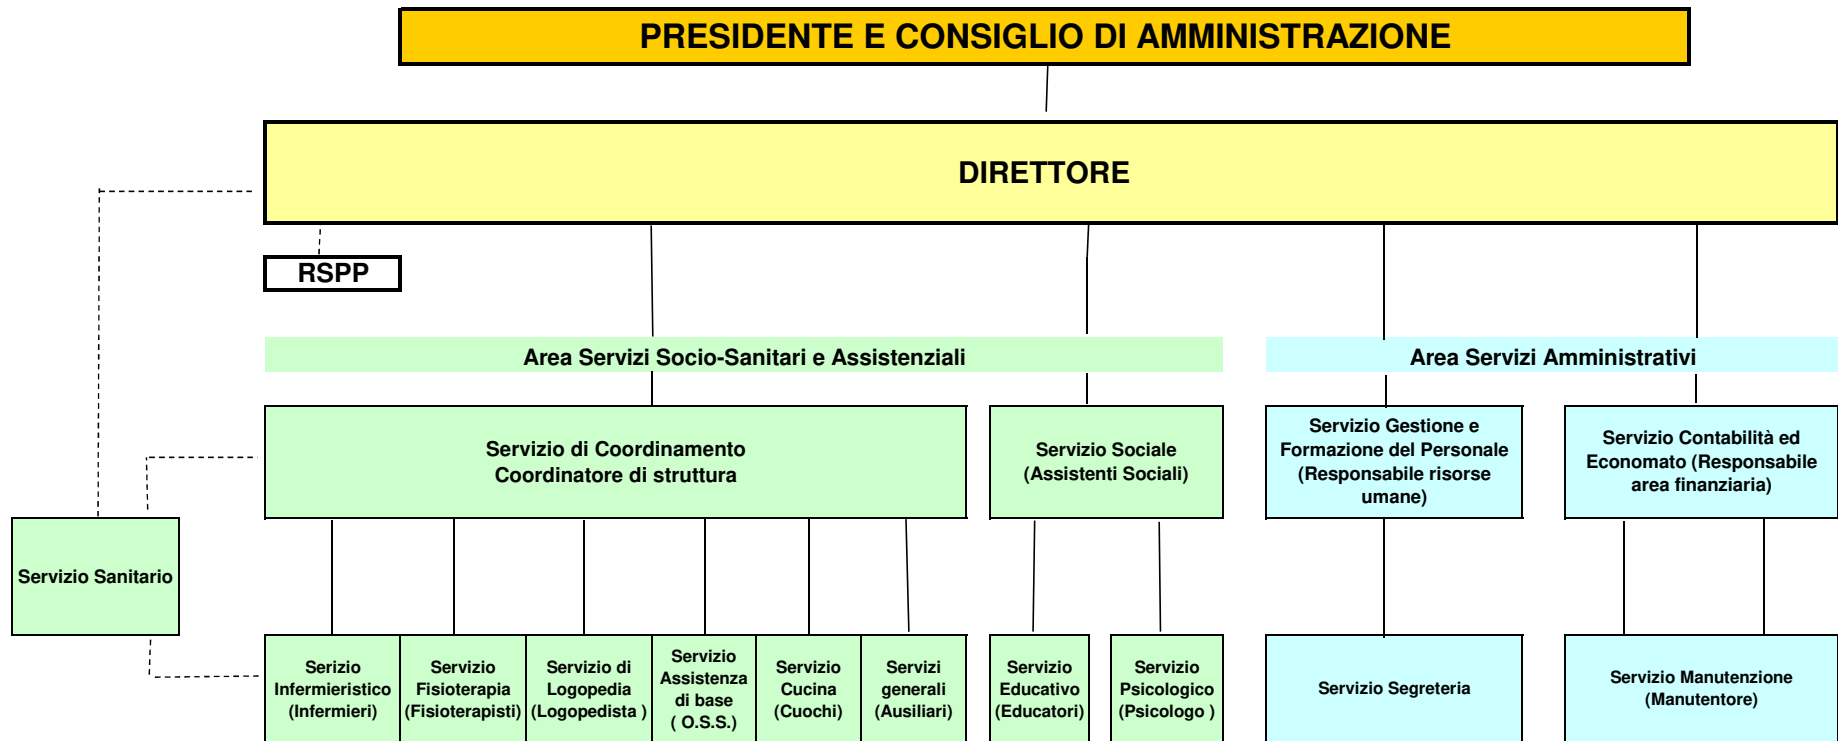 PRESIDENTE E CONSIGLIO DI AMMINISTRAZIONE
DIRETTORE
RSPP
Area Servizi Socio-Sanitari e Assistenziali
Area Servizi Amministrativi
Servizio di Coordinamento
Coordinatore di struttura
Servizio Sociale
(Assistenti Sociali)
Servizio Gestione e
Formazione del Personale
(Responsabile risorse
umane)
Servizio Contabilità ed
Economato (Responsabile
area finanziaria)
Servizio Sanitario
Serizio
Infermieristico
(Infermieri)
Servizio
Fisioterapia
(Fisioterapisti)
Servizio di
Logopedia
(Logopedista )
Servizio
Assistenza
di base
( O.S.S.)
Servizio
Cucina
(Cuochi)
Servizi
generali
(Ausiliari)
Servizio
Educativo
(Educatori)
Servizio
Psicologico
(Psicologo )
Servizio Segreteria
Servizio Manutenzione
(Manutentore)